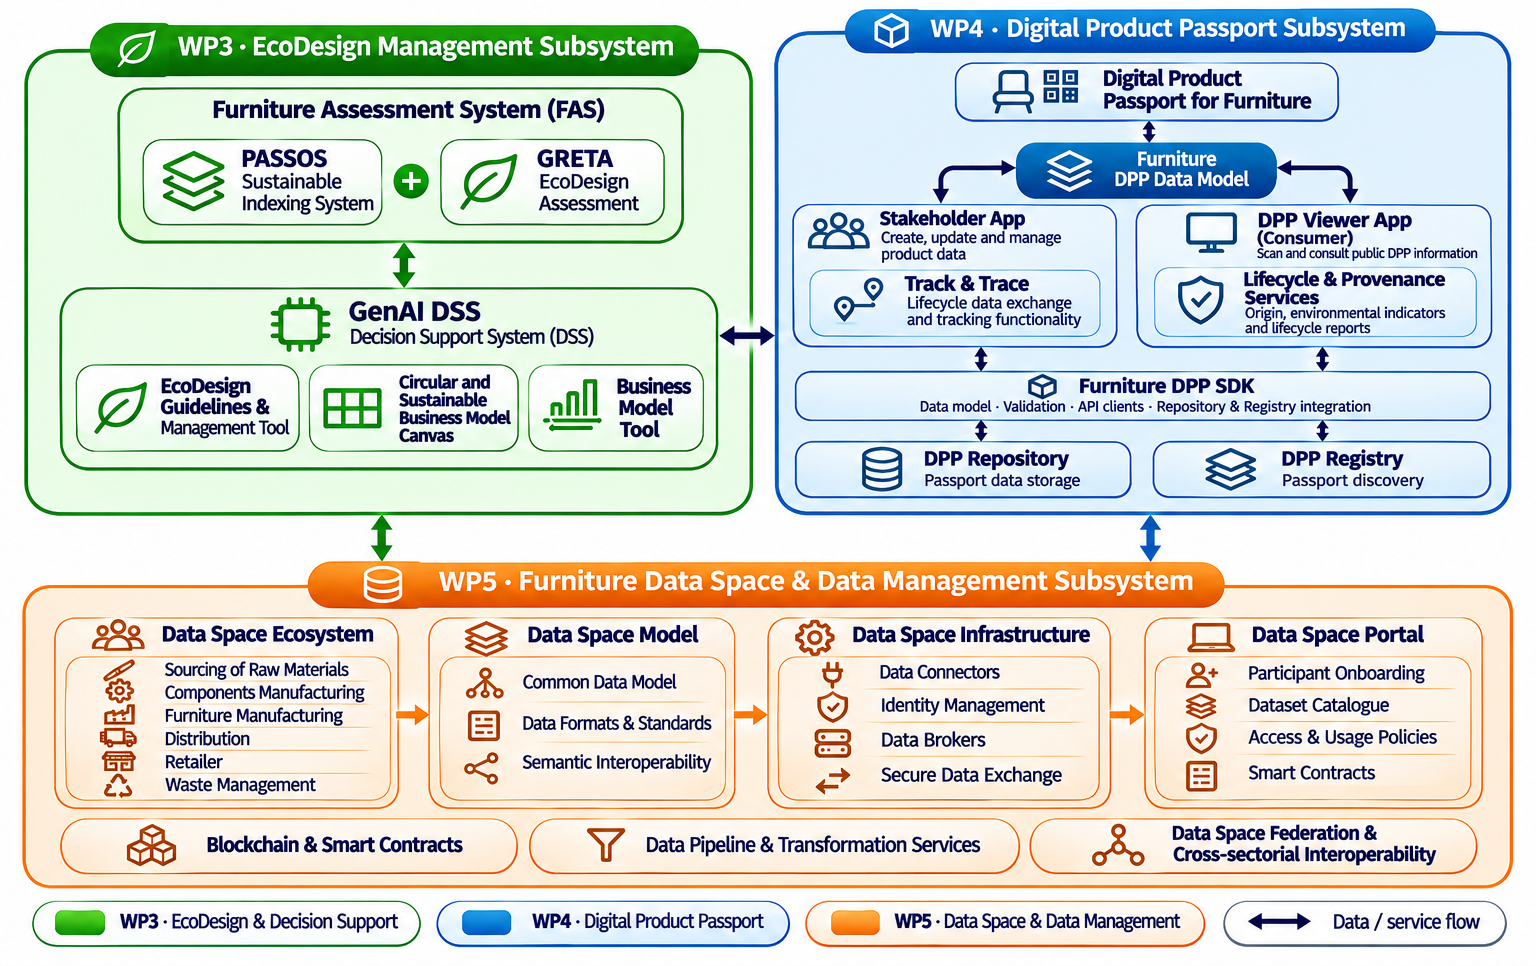 WP3 · EcoDesign Management Subsystem
Furniture Assessment System (FAS)
PASSOS
Sustainable
Indexing System
GRETA
EcoDesign
Assessment
GenAI DSS
Decision Support System (DSS)
EcoDesign
Guidelines &
Management Tool
Circular and
Sustainable
Business Model
Canvas
Business
Model
Tool
WP4 · Digital Product Passport Subsystem
Digital Product
Passport for Furniture
Furniture
DPP Data Model
Stakeholder App
Create, update and manage
product data
Track & Trace
Lifecycle data exchange
and tracking functionality
DPP Viewer App
(Consumer)
Scan and consult public DPP information
Lifecycle & Provenance
Services
Origin, environmental indicators
and lifecycle reports
Furniture DPP SDK
Data model · Validation · API clients · Repository & Registry integration
DPP Repository
Passport data storage
DPP Registry
Passport discovery
WP5 · Furniture Data Space & Data Management Subsystem
Data Space Ecosystem
Sourcing of Raw Materials
Components Manufacturing
Furniture Manufacturing
Distribution
Retailer
Waste Management
Data Space Model
Common Data Model
Data Formats & Standards
Semantic Interoperability
Data Space Infrastructure
Data Connectors
Identity Management
Data Brokers
Secure Data Exchange
Data Space Portal
Participant Onboarding
Dataset Catalogue
Access & Usage Policies
Smart Contracts
Blockchain & Smart Contracts
Data Pipeline & Transformation Services
Data Space Federation &
Cross-sectorial Interoperability
WP3 · EcoDesign & Decision Support
WP4 · Digital Product Passport
WP5 · Data Space & Data Management
Data / service flow